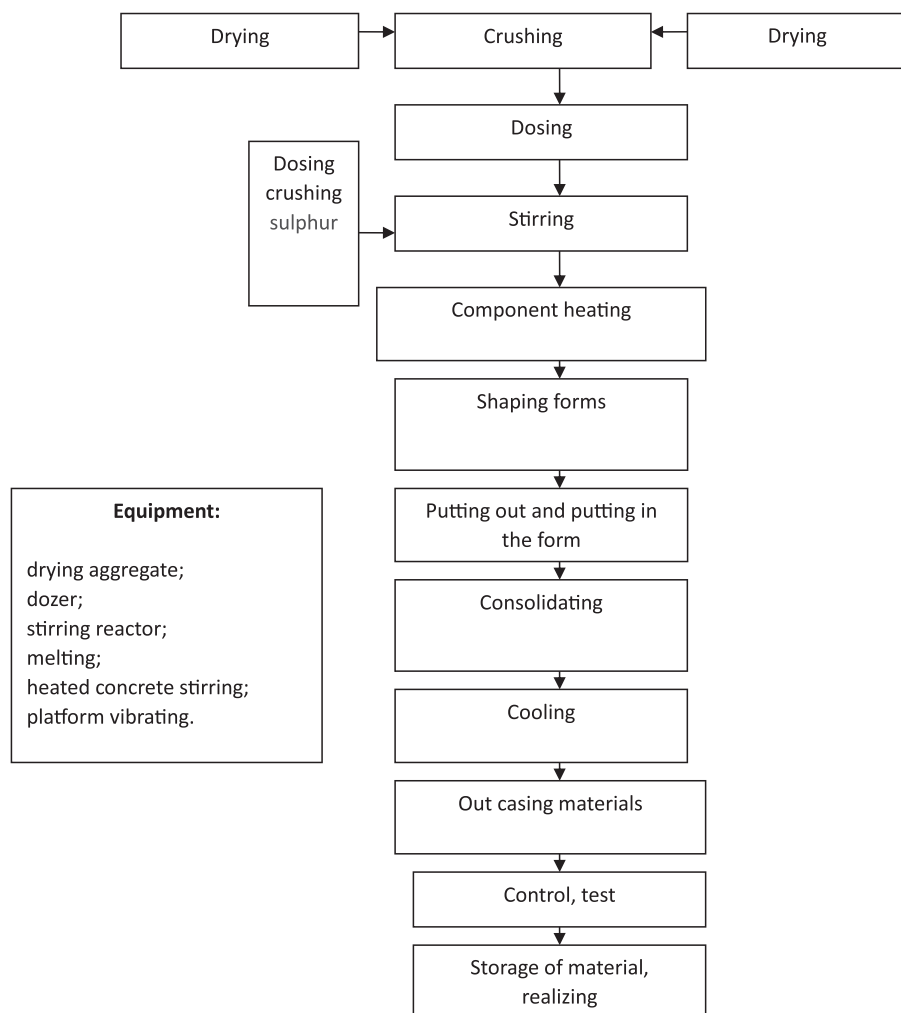 Drying
Crushing
Drying
Dosing
Dosing
crushing
sulphur
Stirring
Component heating
Shaping forms
Equipment:
drying aggregate;
dozer;
stirring reactor;
melting;
heated concrete stirring;
platform vibrating.
Putting out and putting in
the form
Consolidating
Cooling
Out casing materials
Control, test
Storage of material,
realizing